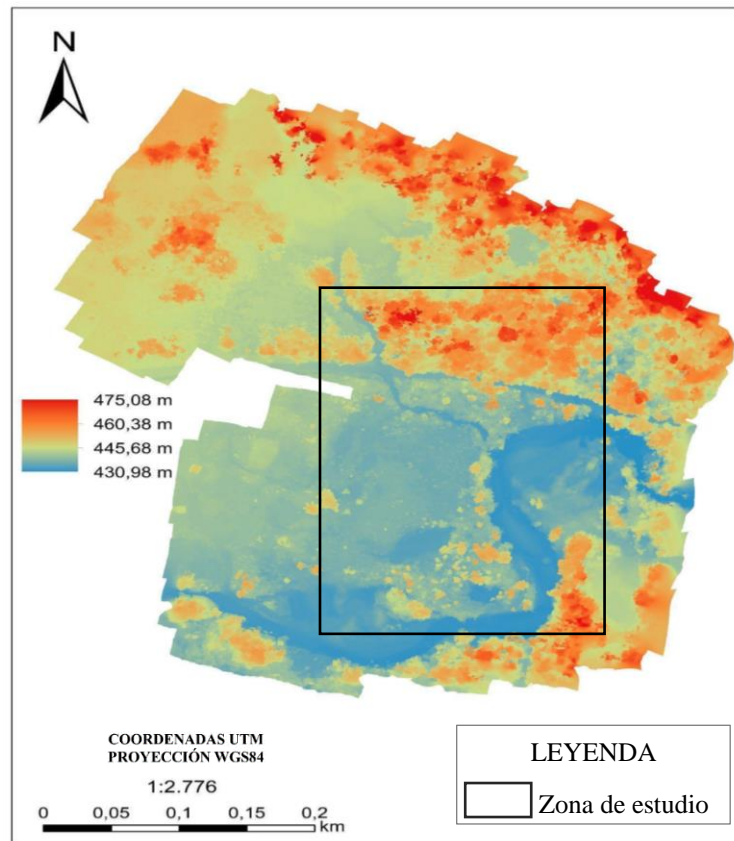 N
475,08 m
460,38 m
445,68 m
430,98 m
COORDENADAS UTM
PROYECCIÓN WGS84
1:2.776
0 0,05 0,1 0,15 0,2
km
LEYENDA
Zona de estudio